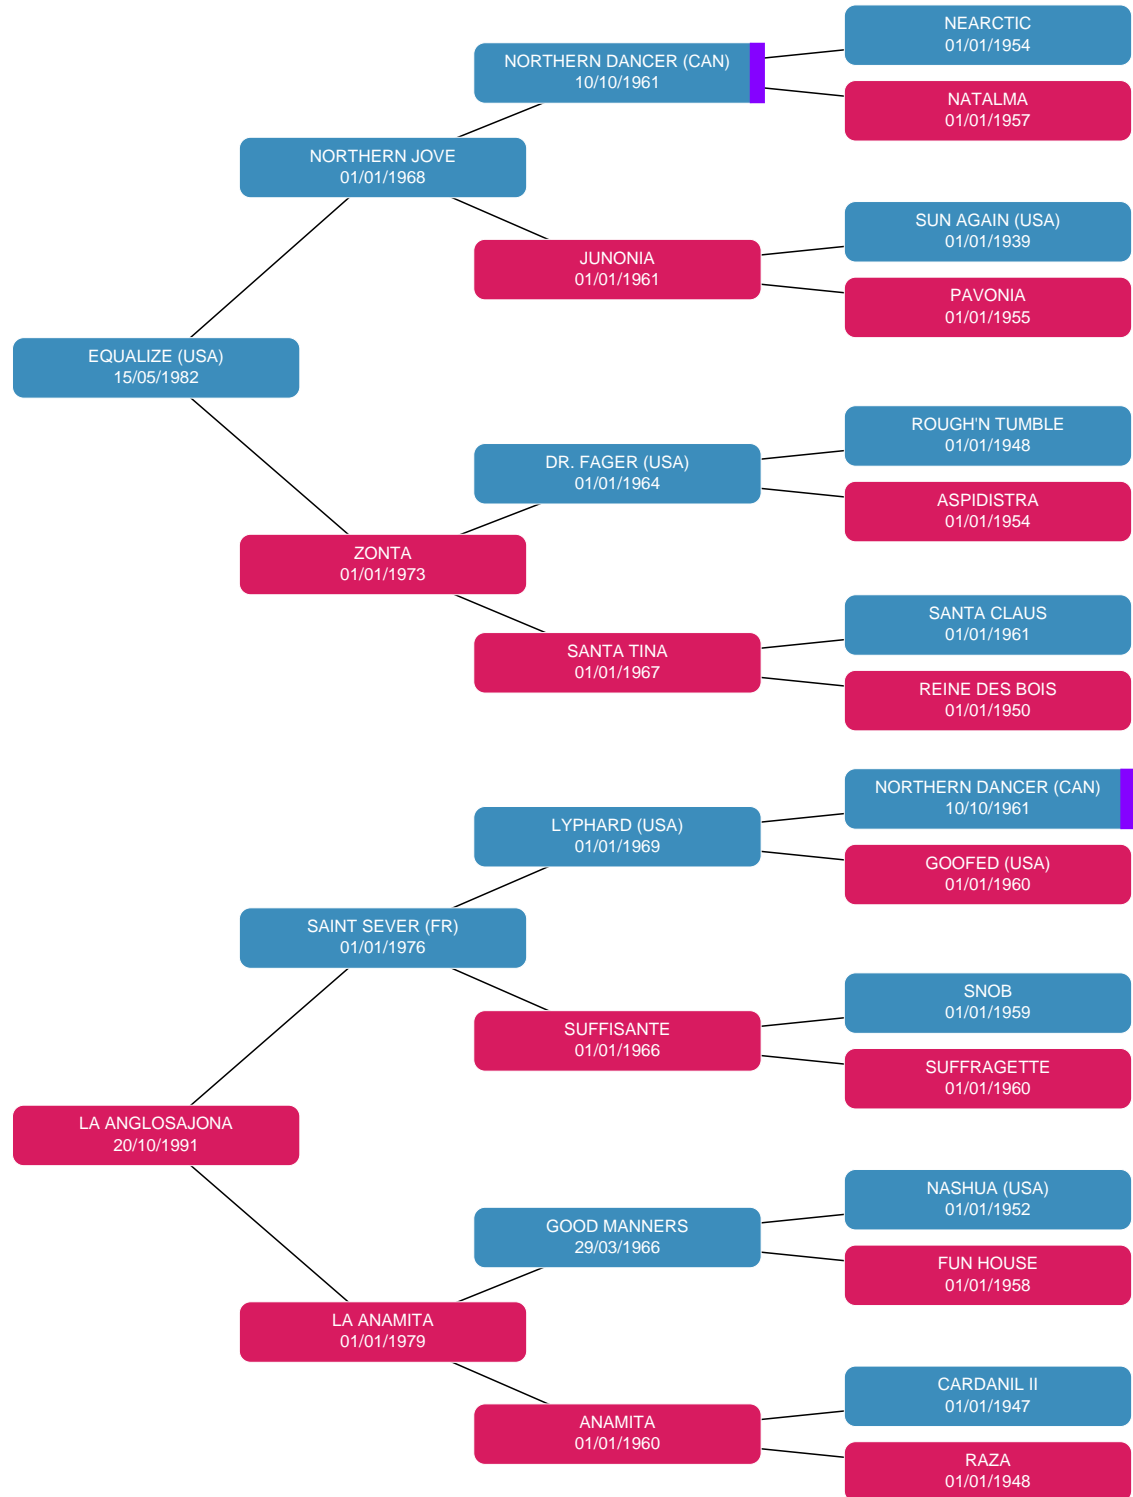 NEARCTIC
01/01/1954
NORTHERN DANCER (CAN)
10/10/1961
NATALMA
01/01/1957
NORTHERN JOVE
01/01/1968
SUN AGAIN (USA)
01/01/1939
JUNONIA
01/01/1961
PAVONIA
01/01/1955
EQUALIZE (USA)
15/05/1982
ROUGH'N TUMBLE
01/01/1948
DR. FAGER (USA)
01/01/1964
ASPIDISTRA
01/01/1954
ZONTA
01/01/1973
SANTA CLAUS
01/01/1961
SANTA TINA
01/01/1967
REINE DES BOIS
01/01/1950
NORTHERN DANCER (CAN)
10/10/1961
LYPHARD (USA)
01/01/1969
GOOFED (USA)
01/01/1960
SAINT SEVER (FR)
01/01/1976
SNOB
01/01/1959
SUFFISANTE
01/01/1966
SUFFRAGETTE
01/01/1960
LA ANGLOSAJONA
20/10/1991
NASHUA (USA)
01/01/1952
GOOD MANNERS
29/03/1966
FUN HOUSE
01/01/1958
LA ANAMITA
01/01/1979
CARDANIL II
01/01/1947
ANAMITA
01/01/1960
RAZA
01/01/1948